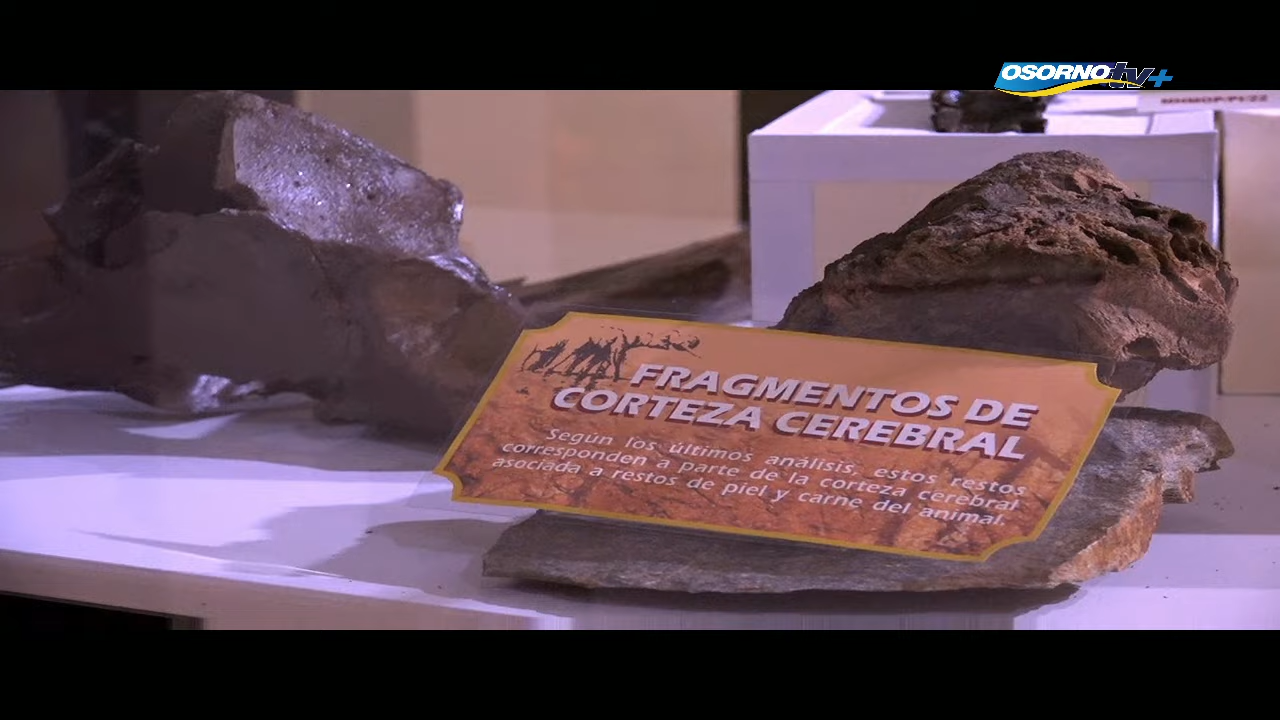 OSORNO tv+
FRAGMENTOS DE
CORTEZA CEREBRAL
Según los últimos análisis, estos restos
corresponden a parte de la corteza cerebral
asociada a restos de piel y carne del animal.